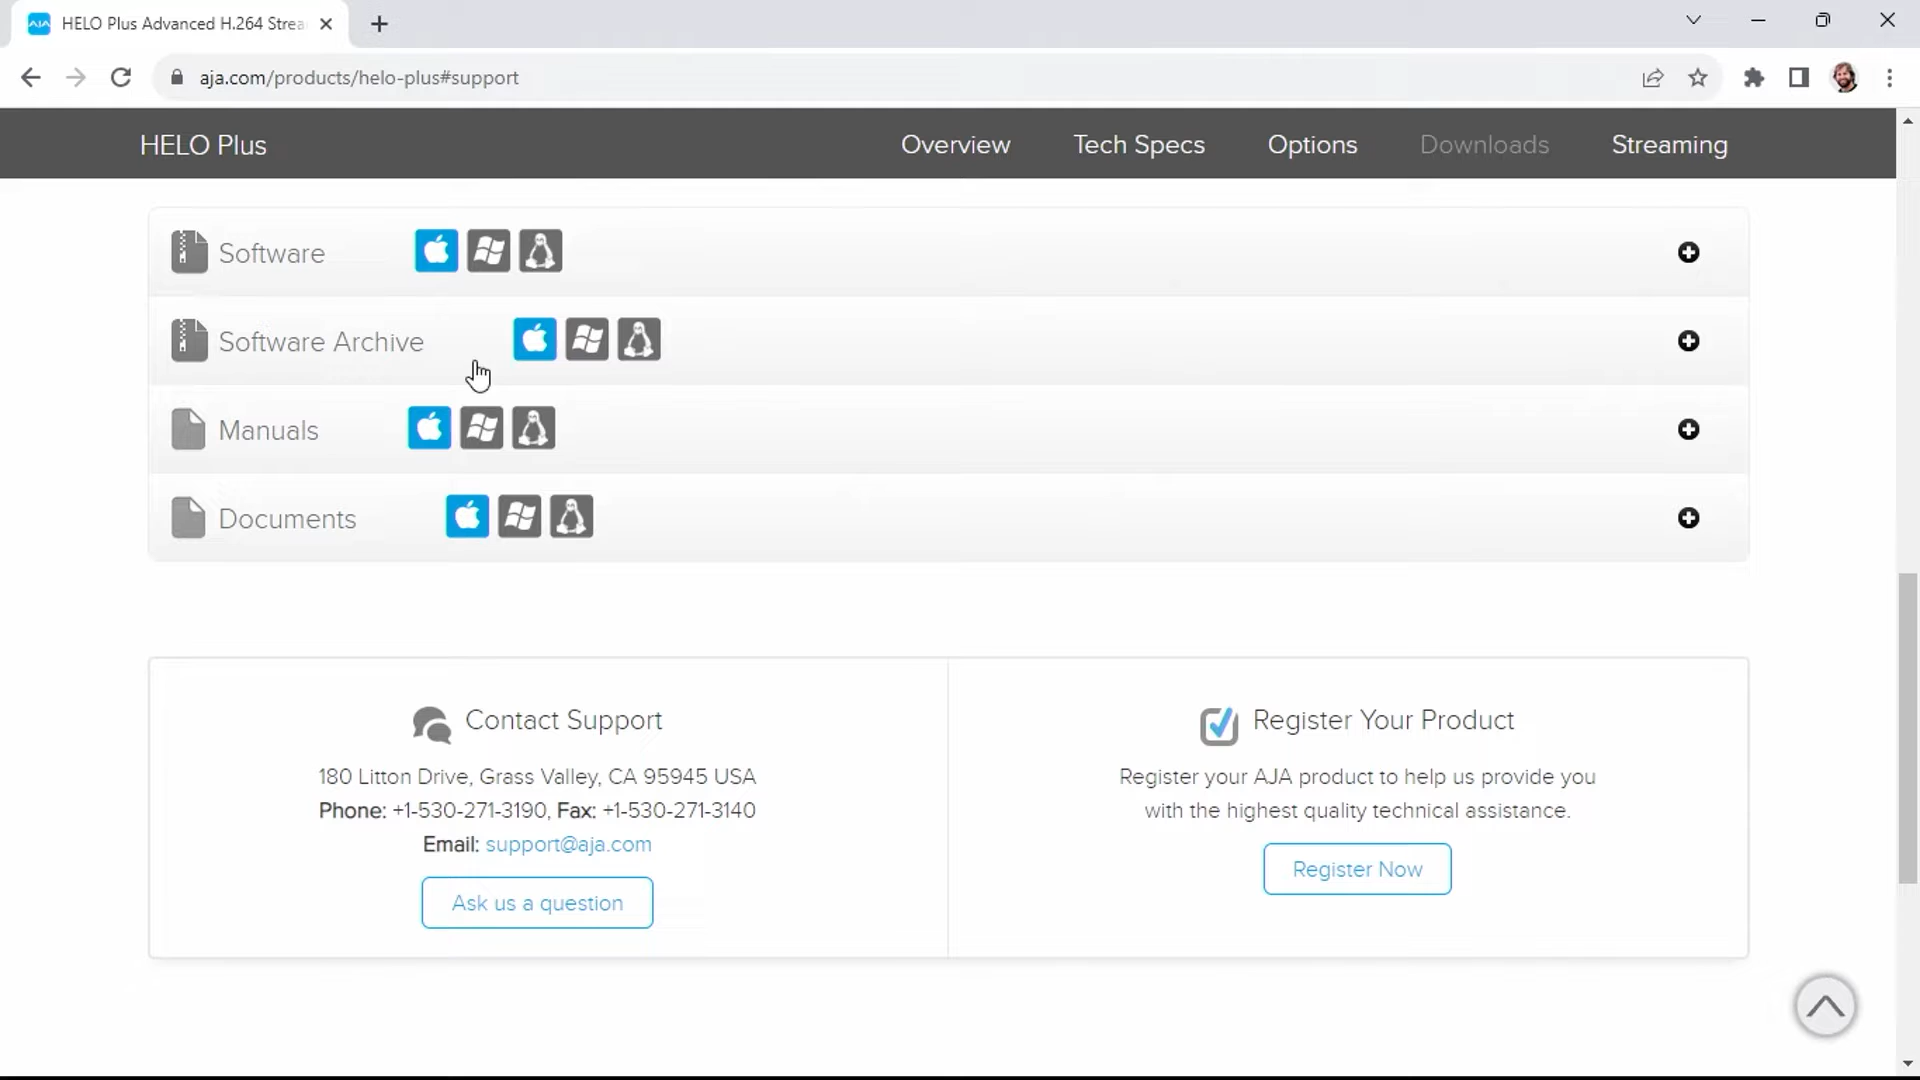 AJA HELO Plus Advanced H.264 Strea
aja.com/products/helo-plus#support
HELO Plus
Overview
Tech Specs
Options
Downloads
Streaming
Software
Software Archive
Manuals
Documents
Contact Support
180 Litton Drive, Grass Valley, CA 95945 USA
Phone: +1-530-271-3190, Fax: +1-530-271-3140
Email: support@aja.com
Ask us a question
Register Your Product
Register your AJA product to help us provide you
with the highest quality technical assistance.
Register Now